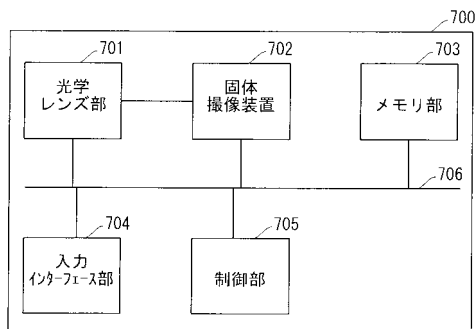 700
701
702
703
光学
レンズ部
固体
撮像装置
メモリ部
706
704
705
入力
ｲﾝﾀｰﾌｪｰｽ部
制御部